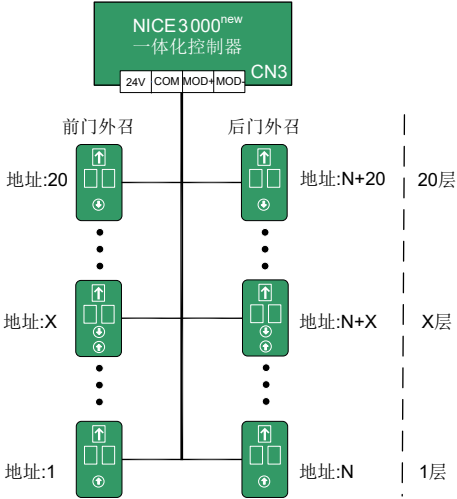 NICE3000new
一体化控制器
CN3
24V COM MOD+ MOD-
前门外召 后门外召
地址:20 地址:N+20 20层
地址:X 地址:N+X X层
地址:1 地址:N 1层